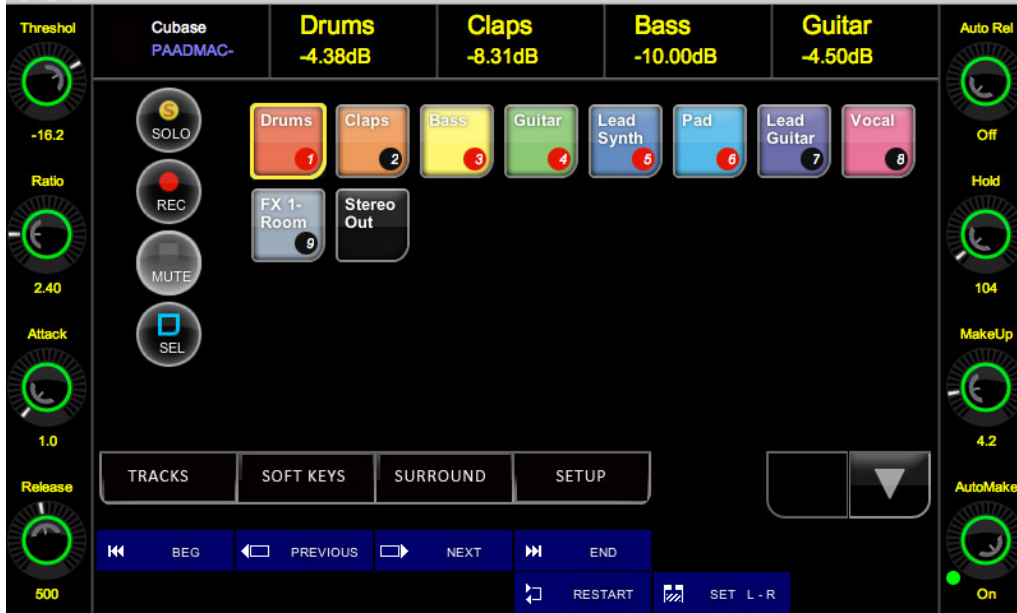 Threshol
Cubase
PAADMAC-
Drums
-4.38dB
Claps
-8.31dB
Bass
-10.00dB
Guitar
-4.50dB
Auto Rel
-16.2
Off
S
SOLO
REC
MUTE
SEL
Drums
1
Claps
2
Bass
3
Guitar
4
Lead
Synth
5
Pad
6
Lead
Guitar
7
Vocal
8
FX 1-
Room
9
Stereo
Out
Ratio
2.40
Hold
104
Attack
1.0
MakeUp
4.2
TRACKS
SOFT KEYS
SURROUND
SETUP
Release
500
AutoMake
On
BEG
PREVIOUS
NEXT
END
RESTART
SET L-R